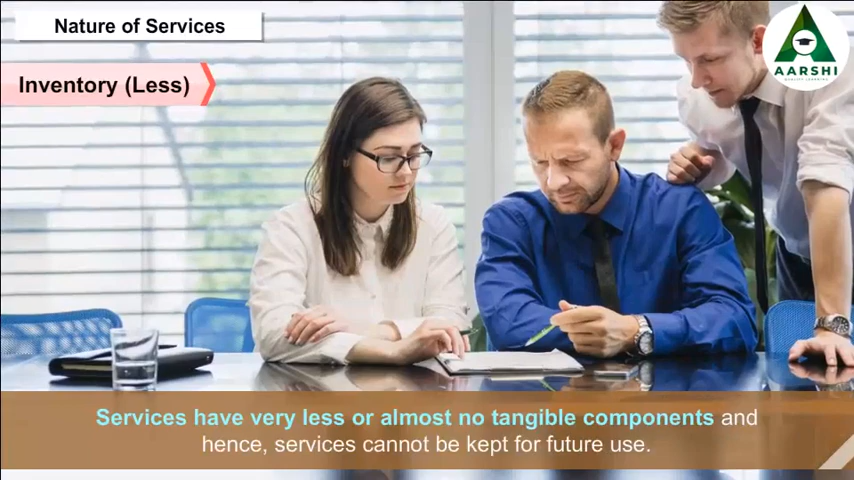 Nature of Services
AARSHI
Inventory (Less)
Services have very less or almost no tangible components and
hence, services cannot be kept for future use.